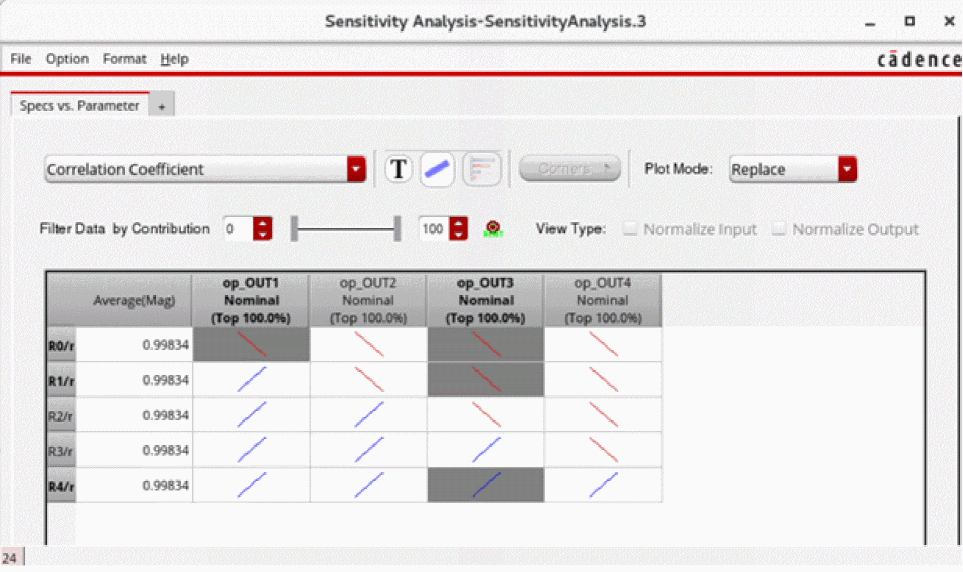 Sensitivity Analysis-SensitivityAnalysis.3
File Option Format Help
cādence
Specs vs. Parameter +
Correlation Coefficient T Corners Plot Mode: Replace
Filter Data by Contribution 0 100 View Type: Normalize Input Normalize Output
op_OUT1 op_OUT2 op_OUT3 op_OUT4
Average(Mag) Nominal Nominal Nominal Nominal
(Top 100.0%) (Top 100.0%) (Top 100.0%) (Top 100.0%)
R0/r 0.99834
R1/r 0.99834
R2/r 0.99834
R3/r 0.99834
R4/r 0.99834
24